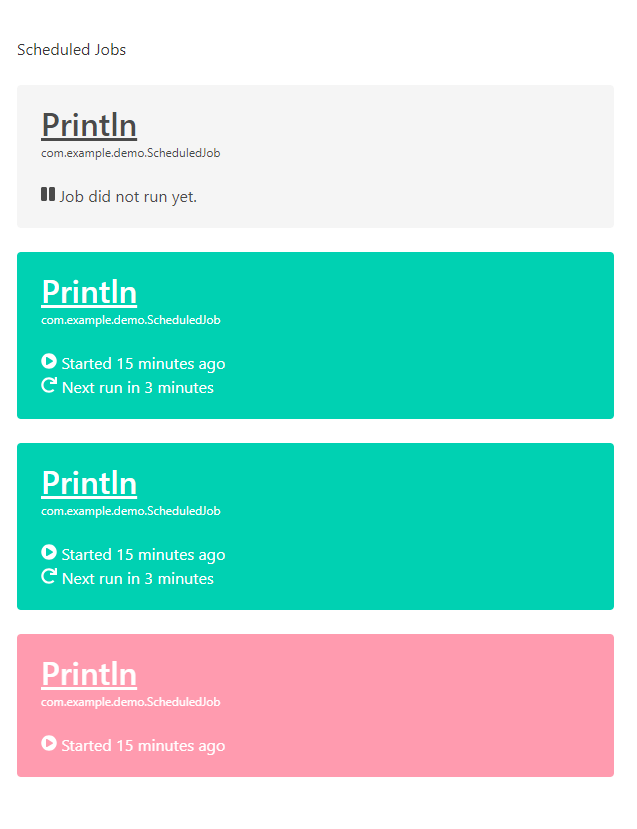 Scheduled Jobs
Println
com.example.demo.ScheduledJob
Job did not run yet.
Println
com.example.demo.ScheduledJob
Started 15 minutes ago
Next run in 3 minutes
Println
com.example.demo.ScheduledJob
Started 15 minutes ago
Next run in 3 minutes
Println
com.example.demo.ScheduledJob
Started 15 minutes ago